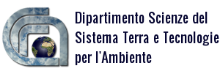 Dipartimento Scienze del
Sistema Terra e Tecnologie
per l'Ambiente